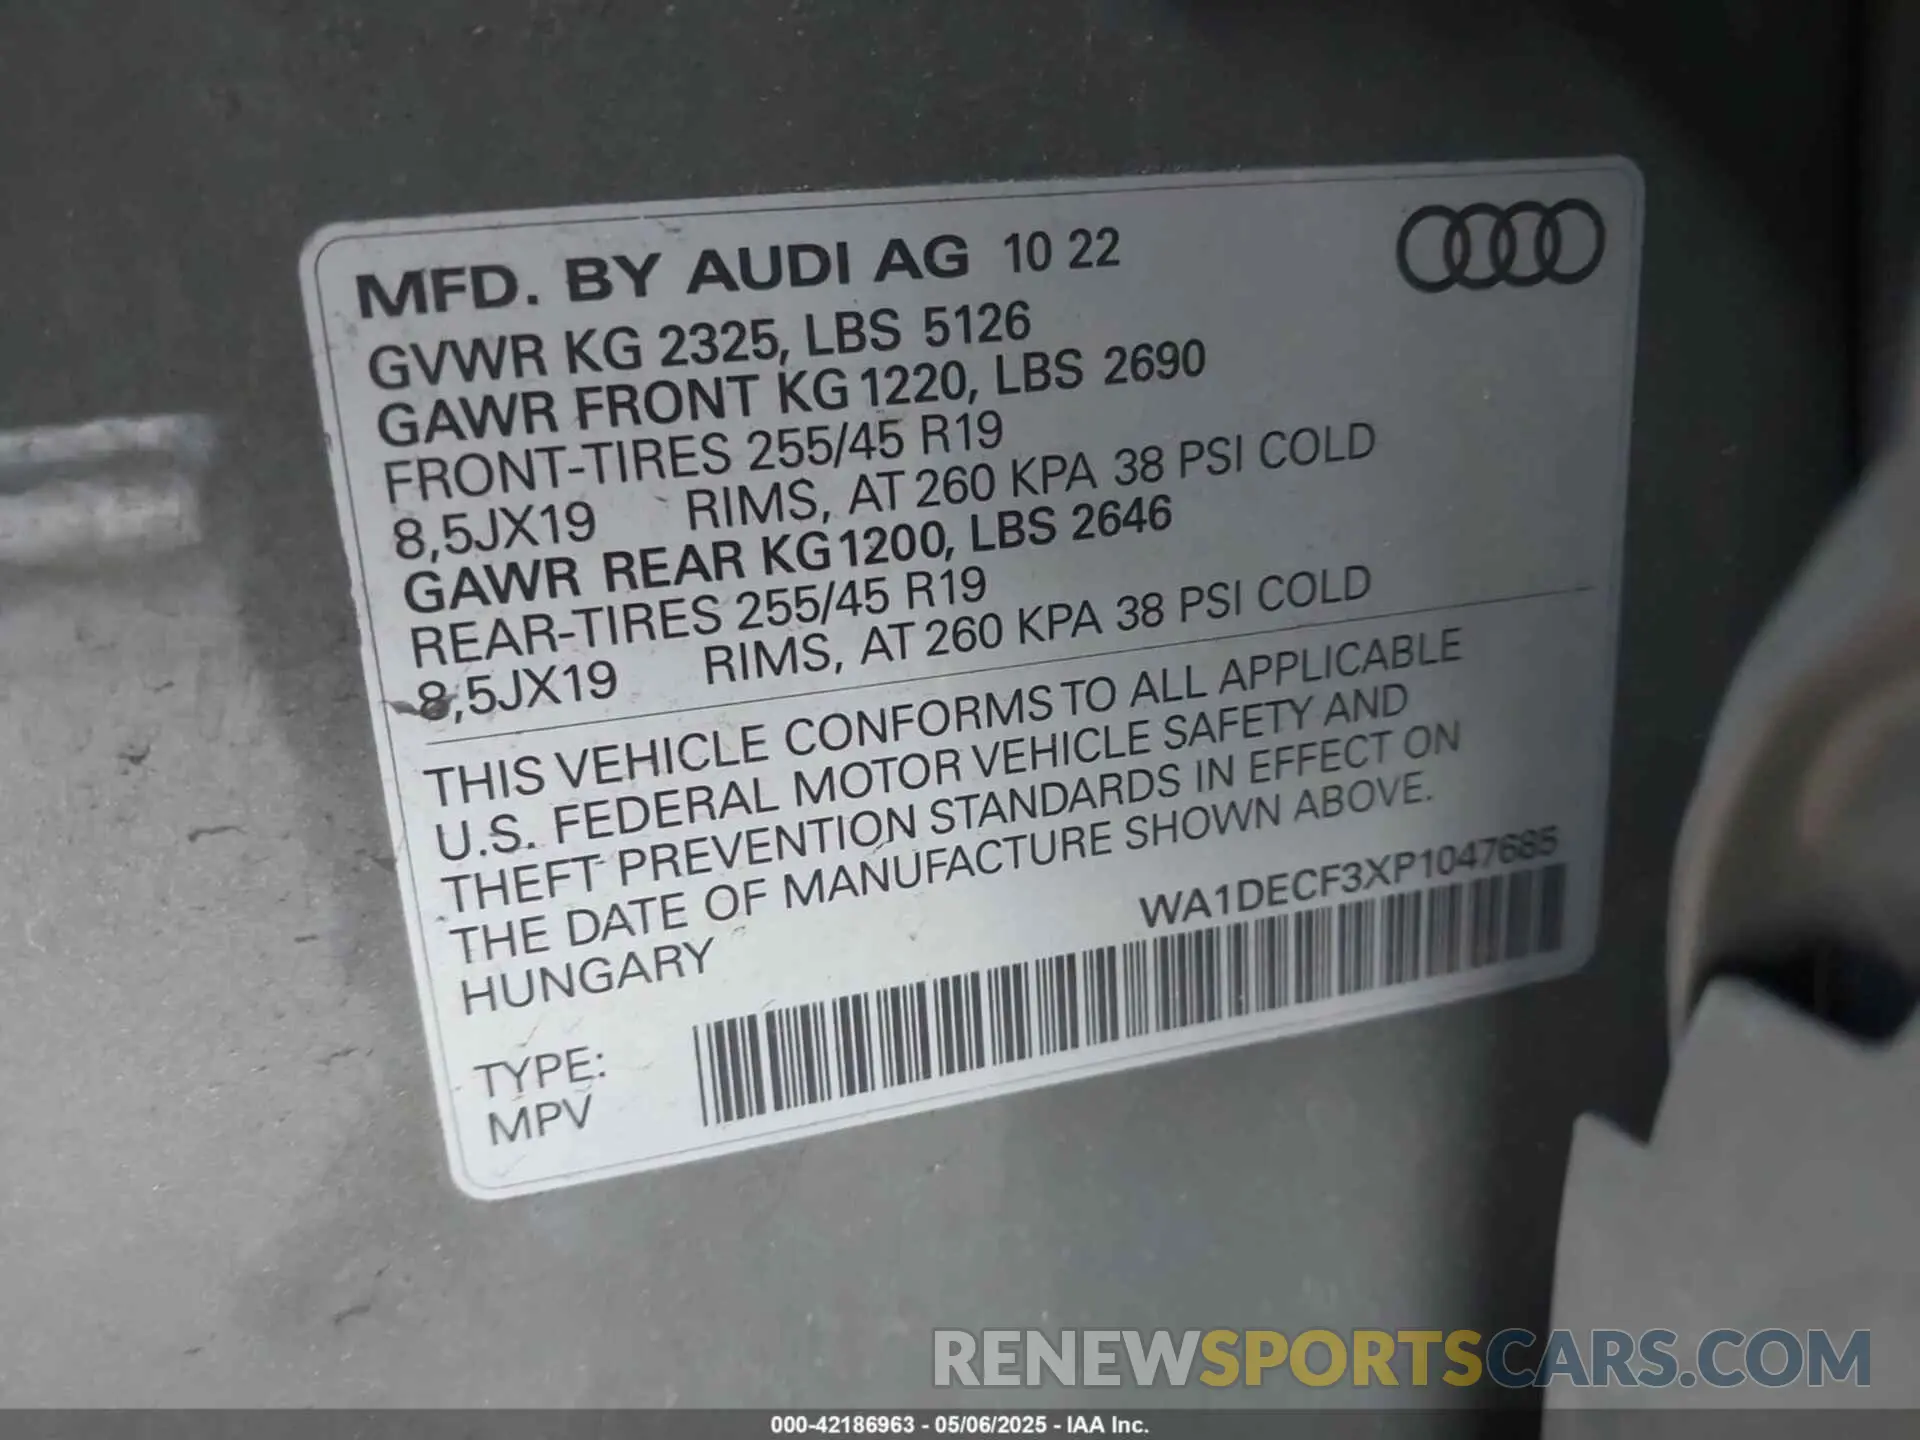 MFD. BY AUDI AG 10 22
GVWR KG 2325, LBS 5126
GAWR FRONT KG 1220, LBS 2690
FRONT-TIRES 255/45 R19
8,5JX19 RIMS, AT 260 KPA 38 PSI COLD
GAWR REAR KG 1200, LBS 2646
REAR-TIRES 255/45 R19
8,5JX19 RIMS, AT 260 KPA 38 PSI COLD
THIS VEHICLE CONFORMS TO ALL APPLICABLE
U.S. FEDERAL MOTOR VEHICLE SAFETY AND
THEFT PREVENTION STANDARDS IN EFFECT ON
THE DATE OF MANUFACTURE SHOWN ABOVE.
HUNGARY
WA1DECF3XP1047685
TYPE:
MPV
RENEWSPORTSCARS.COM
000-42186963 - 05/06/2025 - IAA Inc.